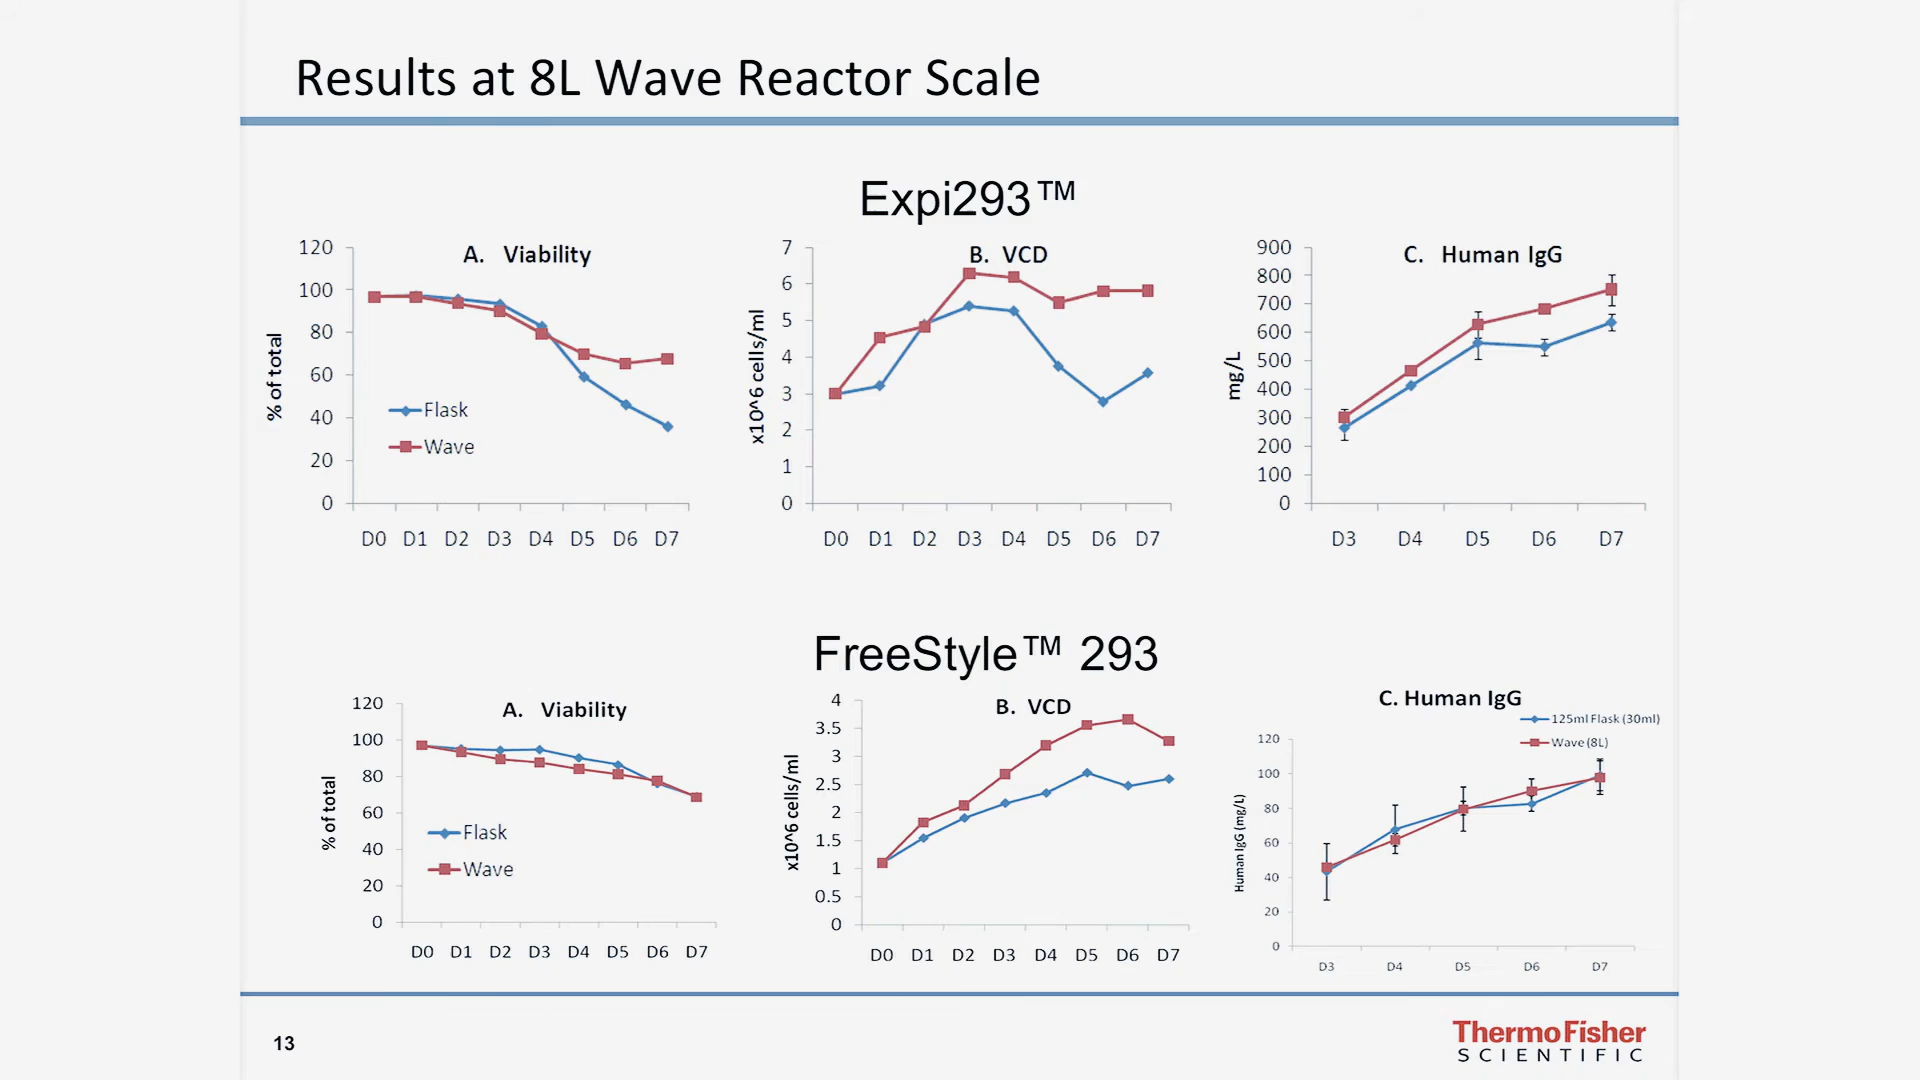 Results at 8L Wave Reactor Scale
Expi293™
A. Viability
% of total
120
100
80
60
40
20
0
Flask
Wave
D0 D1 D2 D3 D4 D5 D6 D7
B. VCD
x10^6 cells/ml
7
6
5
4
3
2
1
0
D0 D1 D2 D3 D4 D5 D6 D7
C. Human IgG
mg/L
900
800
700
600
500
400
300
200
100
0
D3 D4 D5 D6 D7
FreeStyle™ 293
A. Viability
% of total
120
100
80
60
40
20
0
Flask
Wave
D0 D1 D2 D3 D4 D5 D6 D7
B. VCD
x10^6 cells/ml
4
3.5
3
2.5
2
1.5
1
0.5
0
D0 D1 D2 D3 D4 D5 D6 D7
C. Human IgG
125ml Flask (30ml)
Wave (8L)
Human IgG (mg/L)
120
100
80
60
40
20
0
D3 D4 D5 D6 D7
13
ThermoFisher
SCIENTIFIC